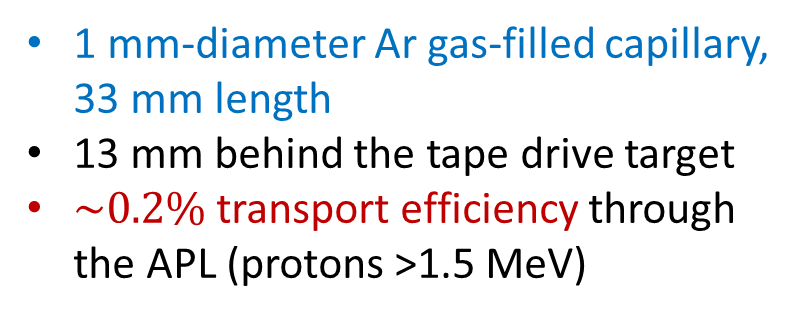 • 1 mm-diameter Ar gas-filled capillary,
33 mm length
• 13 mm behind the tape drive target
• ~0.2% transport efficiency through
the APL (protons >1.5 MeV)